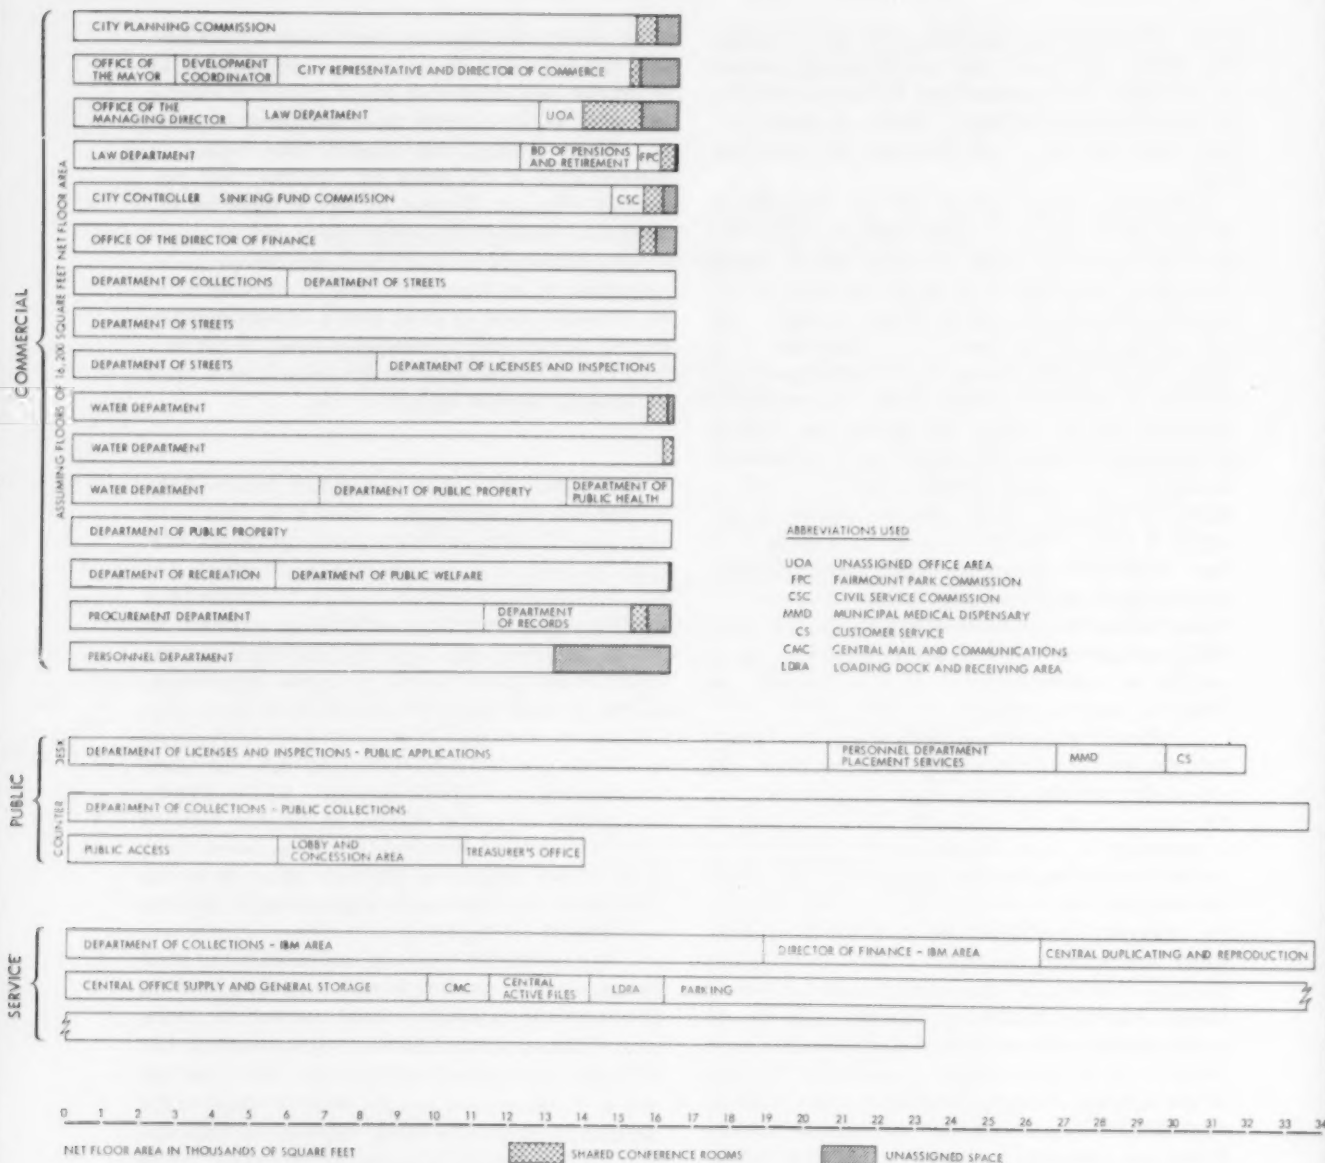 COMMERCIAL
ASSUMING FLOORS OF 16,200 SQUARE FEET NET FLOOR AREA
CITY PLANNING COMMISSION
OFFICE OF THE MAYOR
DEVELOPMENT COORDINATOR
CITY REPRESENTATIVE AND DIRECTOR OF COMMERCE
OFFICE OF THE MANAGING DIRECTOR
LAW DEPARTMENT
UOA
LAW DEPARTMENT
BD OF PENSIONS AND RETIREMENT
FPC
CITY CONTROLLER SINKING FUND COMMISSION
CSC
OFFICE OF THE DIRECTOR OF FINANCE
DEPARTMENT OF COLLECTIONS
DEPARTMENT OF STREETS
DEPARTMENT OF STREETS
DEPARTMENT OF STREETS
DEPARTMENT OF LICENSES AND INSPECTIONS
WATER DEPARTMENT
WATER DEPARTMENT
WATER DEPARTMENT
DEPARTMENT OF PUBLIC PROPERTY
DEPARTMENT OF PUBLIC HEALTH
DEPARTMENT OF PUBLIC PROPERTY
DEPARTMENT OF RECREATION
DEPARTMENT OF PUBLIC WELFARE
PROCUREMENT DEPARTMENT
DEPARTMENT OF RECORDS
PERSONNEL DEPARTMENT
ABBREVIATIONS USED
UOA UNASSIGNED OFFICE AREA
FPC FAIRMOUNT PARK COMMISSION
CSC CIVIL SERVICE COMMISSION
MMD MUNICIPAL MEDICAL DISPENSARY
CS CUSTOMER SERVICE
CMC CENTRAL MAIL AND COMMUNICATIONS
LDRA LOADING DOCK AND RECEIVING AREA
PUBLIC
DESK
DEPARTMENT OF LICENSES AND INSPECTIONS - PUBLIC APPLICATIONS
PERSONNEL DEPARTMENT PLACEMENT SERVICES
MMD
CS
COUNTER
DEPARTMENT OF COLLECTIONS - PUBLIC COLLECTIONS
PUBLIC ACCESS
LOBBY AND CONCESSION AREA
TREASURER'S OFFICE
SERVICE
DEPARTMENT OF COLLECTIONS - IBM AREA
DIRECTOR OF FINANCE - IBM AREA
CENTRAL DUPLICATING AND REPRODUCTION
CENTRAL OFFICE SUPPLY AND GENERAL STORAGE
CMC
CENTRAL ACTIVE FILES
LDRA
PARKING
0 1 2 3 4 5 6 7 8 9 10 11 12 13 14 15 16 17 18 19 20 21 22 23 24 25 26 27 28 29 30 31 32 33 34
NET FLOOR AREA IN THOUSANDS OF SQUARE FEET
SHARED CONFERENCE ROOMS
UNASSIGNED SPACE